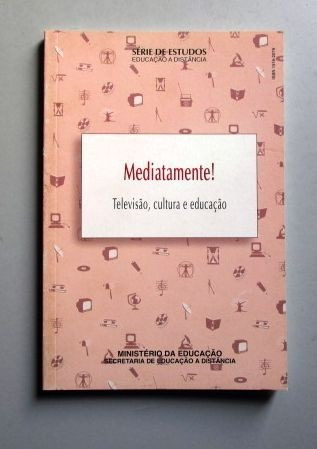 SÉRIE DE ESTUDOS
EDUCAÇÃO A DISTÂNCIA
Mediatamente!
Televisão, cultura e educação
MINISTÉRIO DA EDUCAÇÃO
SECRETARIA DE EDUCAÇÃO A DISTÂNCIA